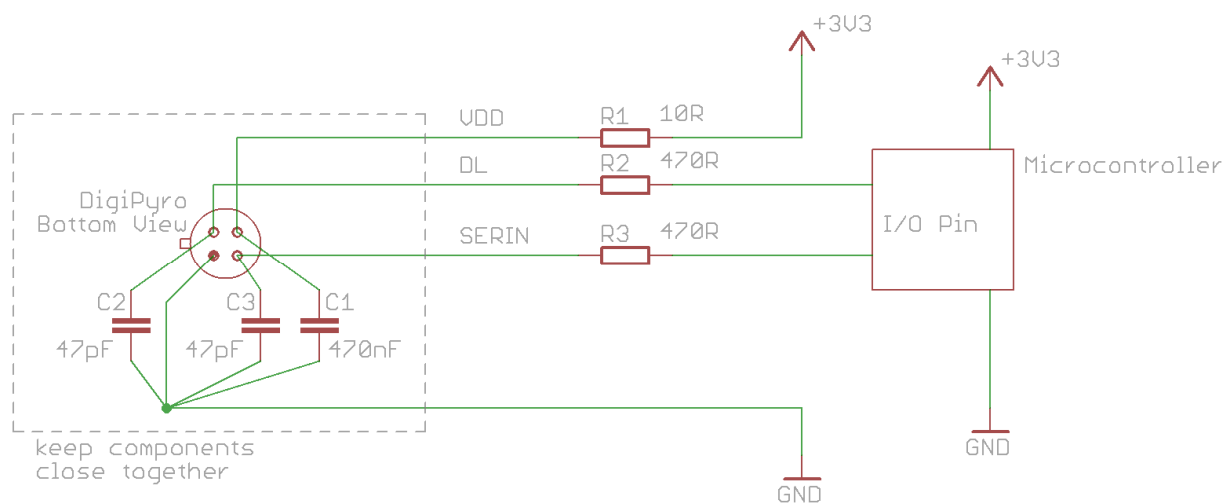 +3V3
+3V3
VDD
R1
10R
DL
R2
470R
Microcontroller
DigiPyro
Bottom View
I/O Pin
SERIN
R3
470R
C2
C3
C1
47pF
47pF
470nF
keep components
close together
GND
GND